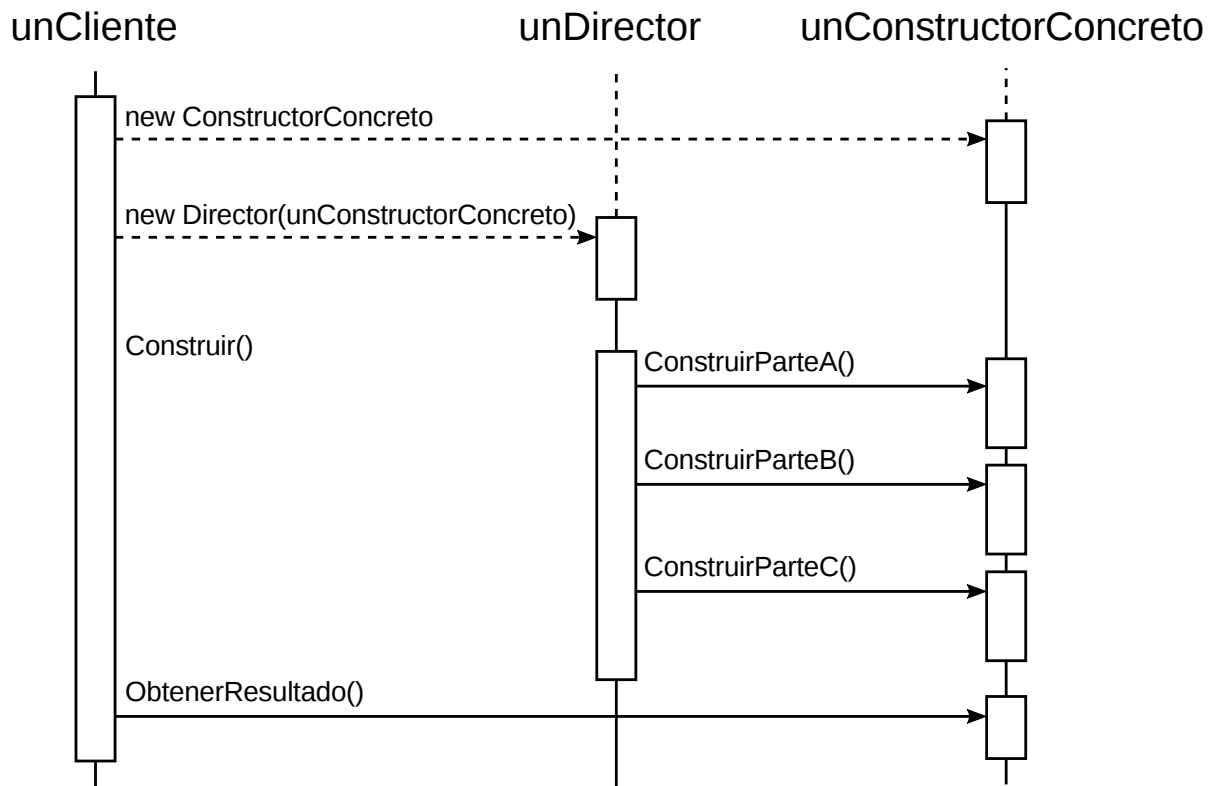 unCliente
unDirector
unConstructorConcreto
new ConstructorConcreto
new Director(unConstructorConcreto)
Construir()
ConstruirParteA()
ConstruirParteB()
ConstruirParteC()
ObtenerResultado()